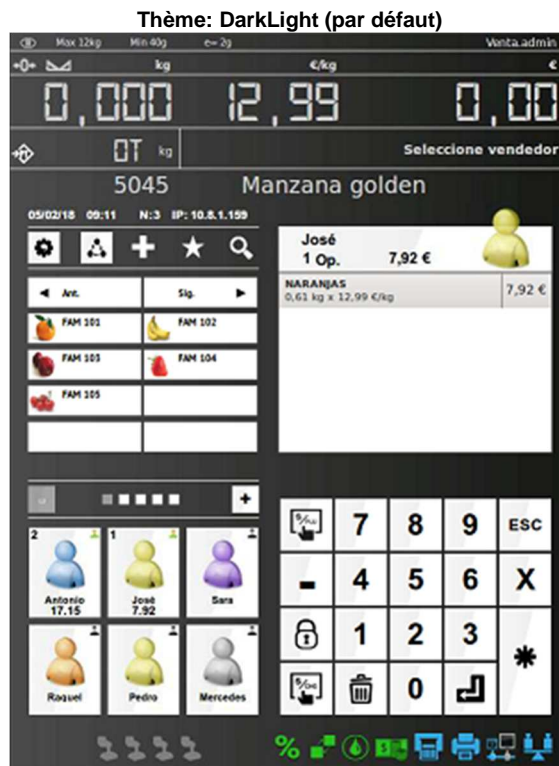 Thème: DarkLight (par défaut)
Max 12kg Min 40g e= 2g Venta.admin
→0← kg €/kg €
0,000 12,99 0,00
0T kg Seleccione vendedor
5045 Manzana golden
05/02/18 09:11 N:3 IP: 10.8.1.159
José
1 Op. 7,92 €
NARANJAS
0,61 kg x 12,99 €/kg 7,92 €
◄ Ant. Sig. ►
FAM 101 FAM 102
FAM 103 FAM 104
FAM 105
+
2 1
Antonio
17.15
José
7.92
Sara
Raquel Pedro Mercedes
7 8 9 ESC
- 4 5 6 X
1 2 3
0
%